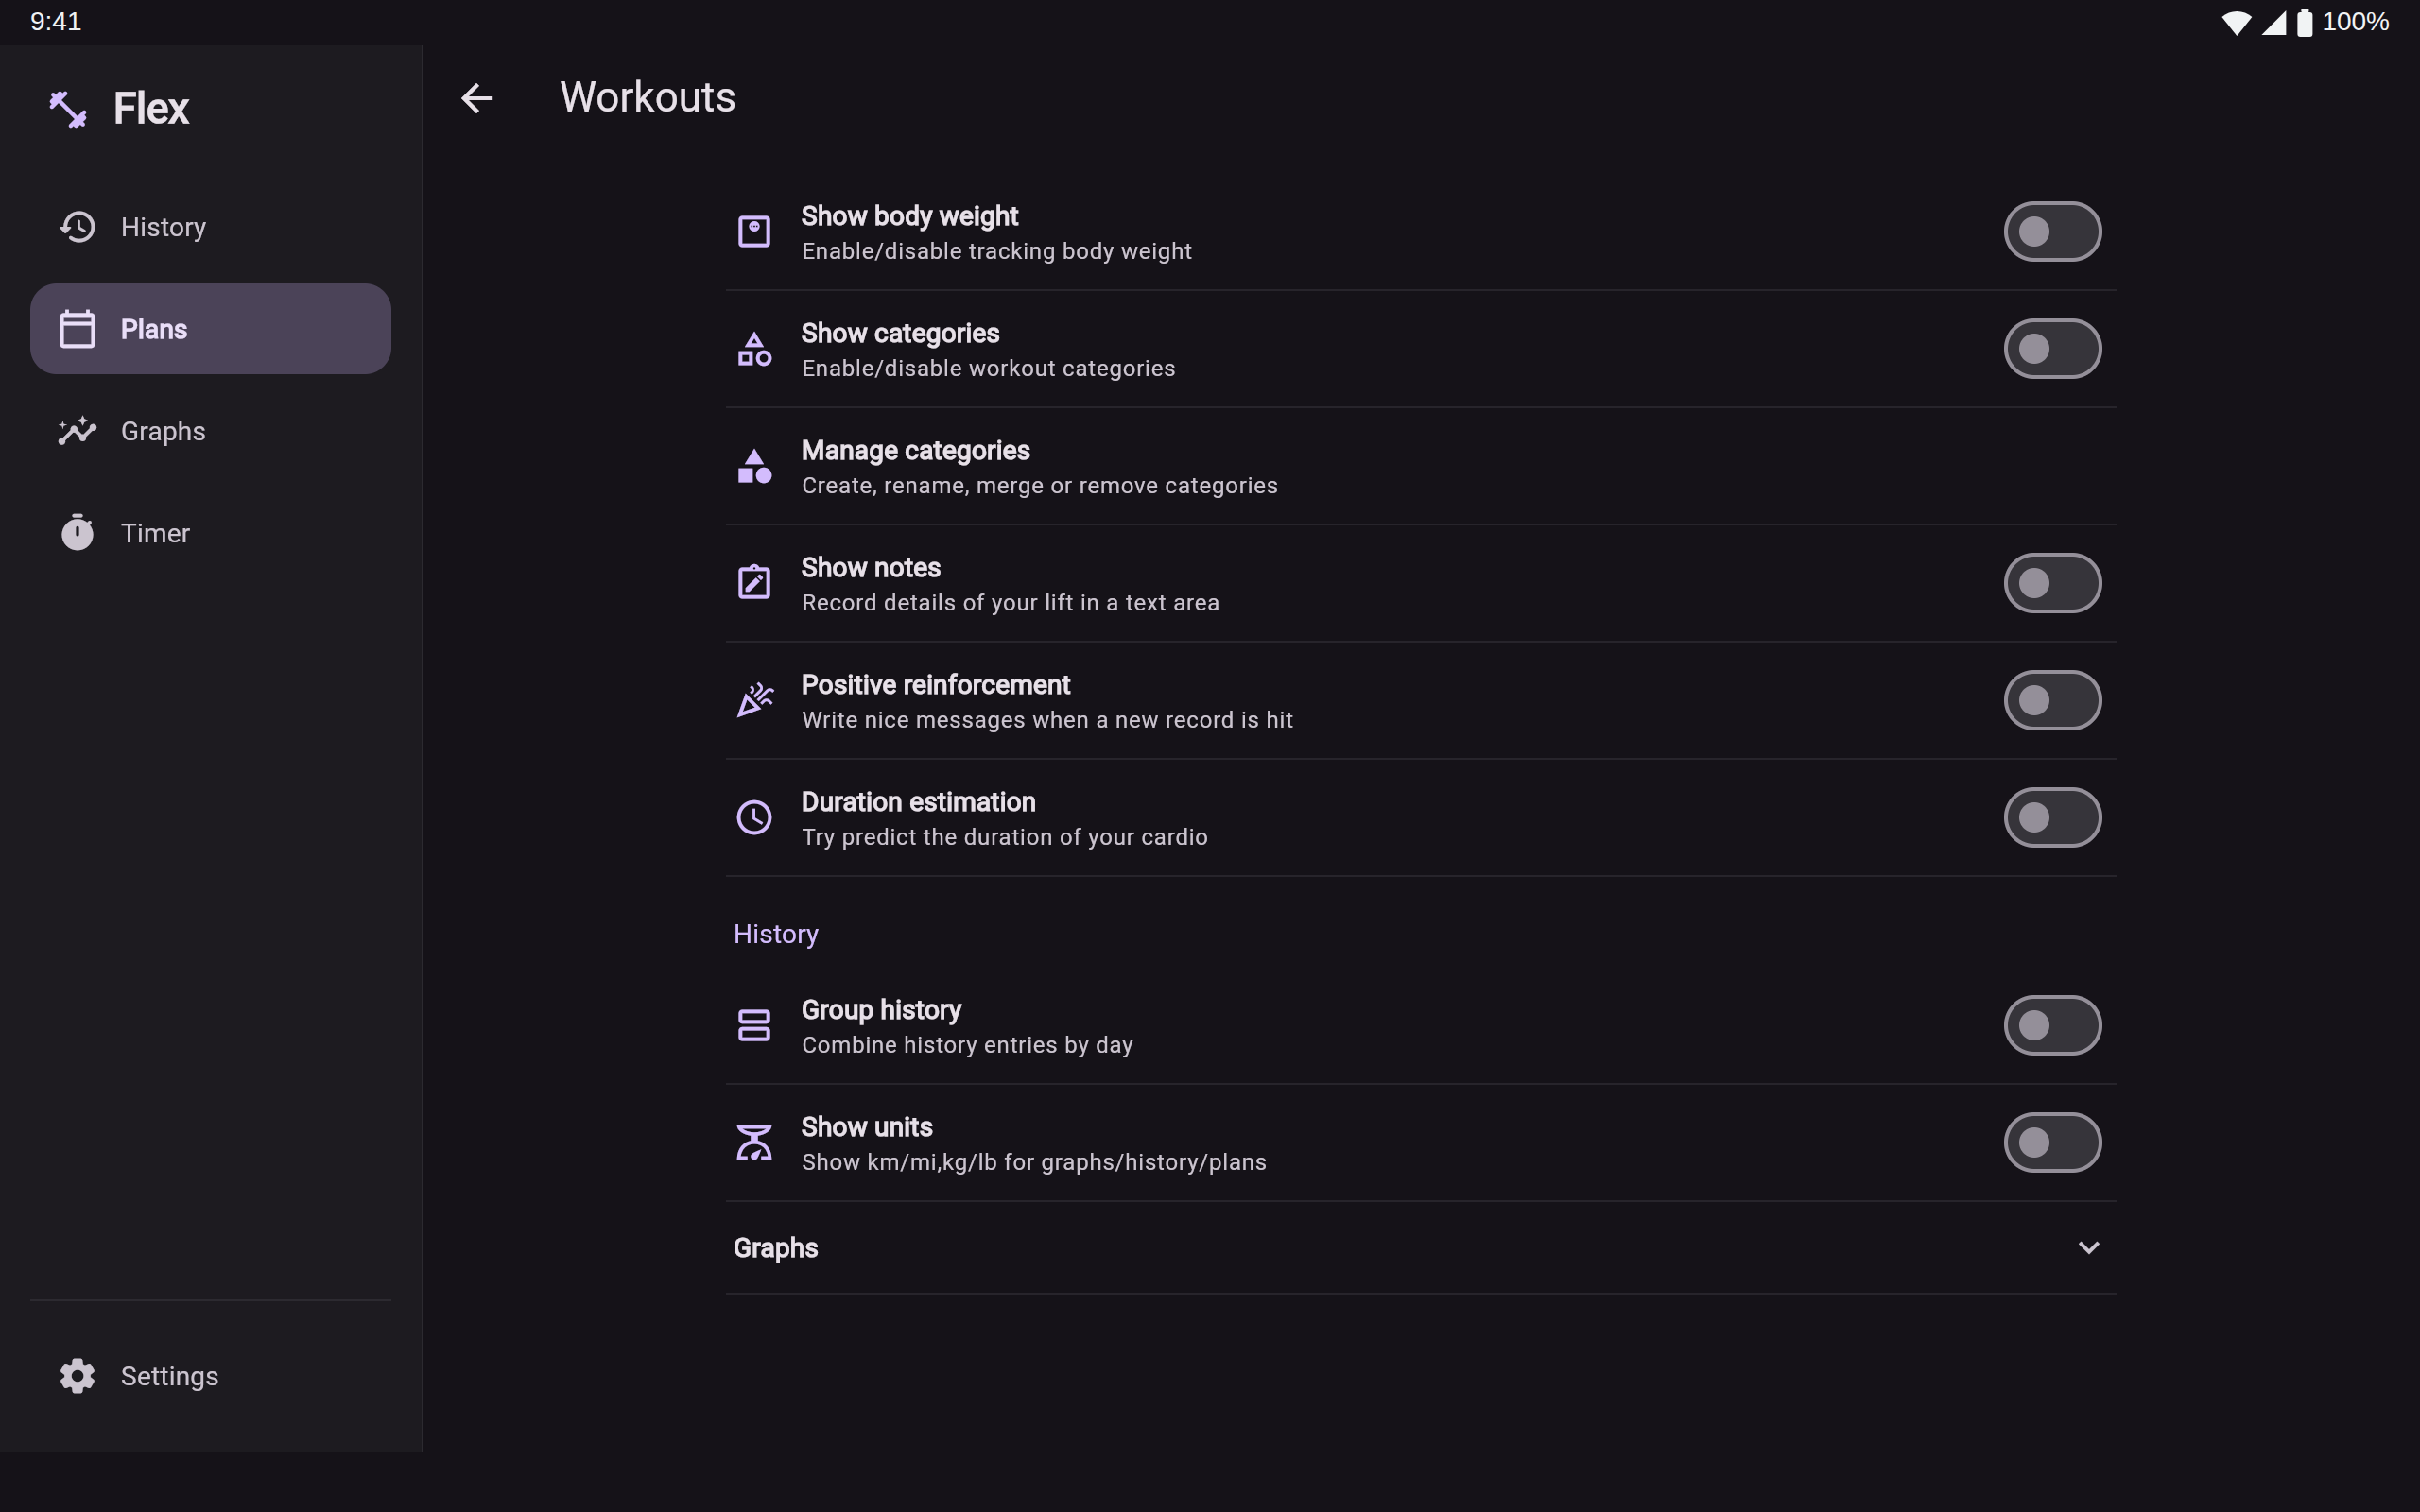 9:41
100%
Flex
Workouts
History
Plans
Graphs
Timer
Settings
Show body weight
Enable/disable tracking body weight
Show categories
Enable/disable workout categories
Manage categories
Create, rename, merge or remove categories
Show notes
Record details of your lift in a text area
Positive reinforcement
Write nice messages when a new record is hit
Duration estimation
Try predict the duration of your cardio
History
Group history
Combine history entries by day
Show units
Show km/mi,kg/lb for graphs/history/plans
Graphs